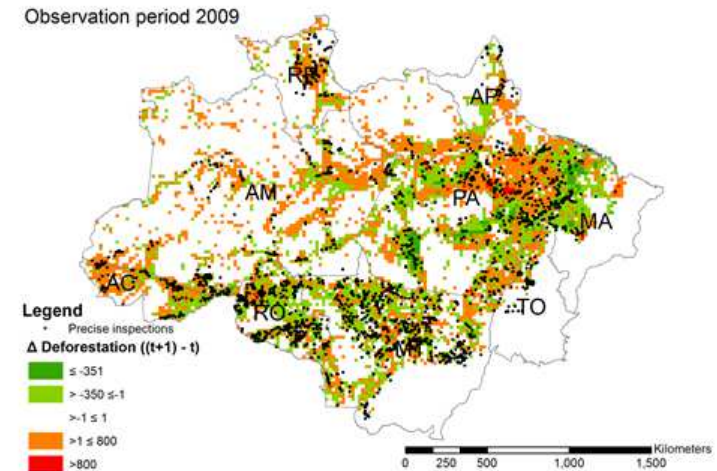 Observation period 2009
RR
AP
AM
PA
MA
AC
RO
TO
MT
Legend
Precise inspections
Δ Deforestation ((t+1) - t)
≤ -351
> -350 ≤-1
>-1 ≤ 1
>1 ≤ 800
>800
Kilometers
0 250 500 1,000 1,500